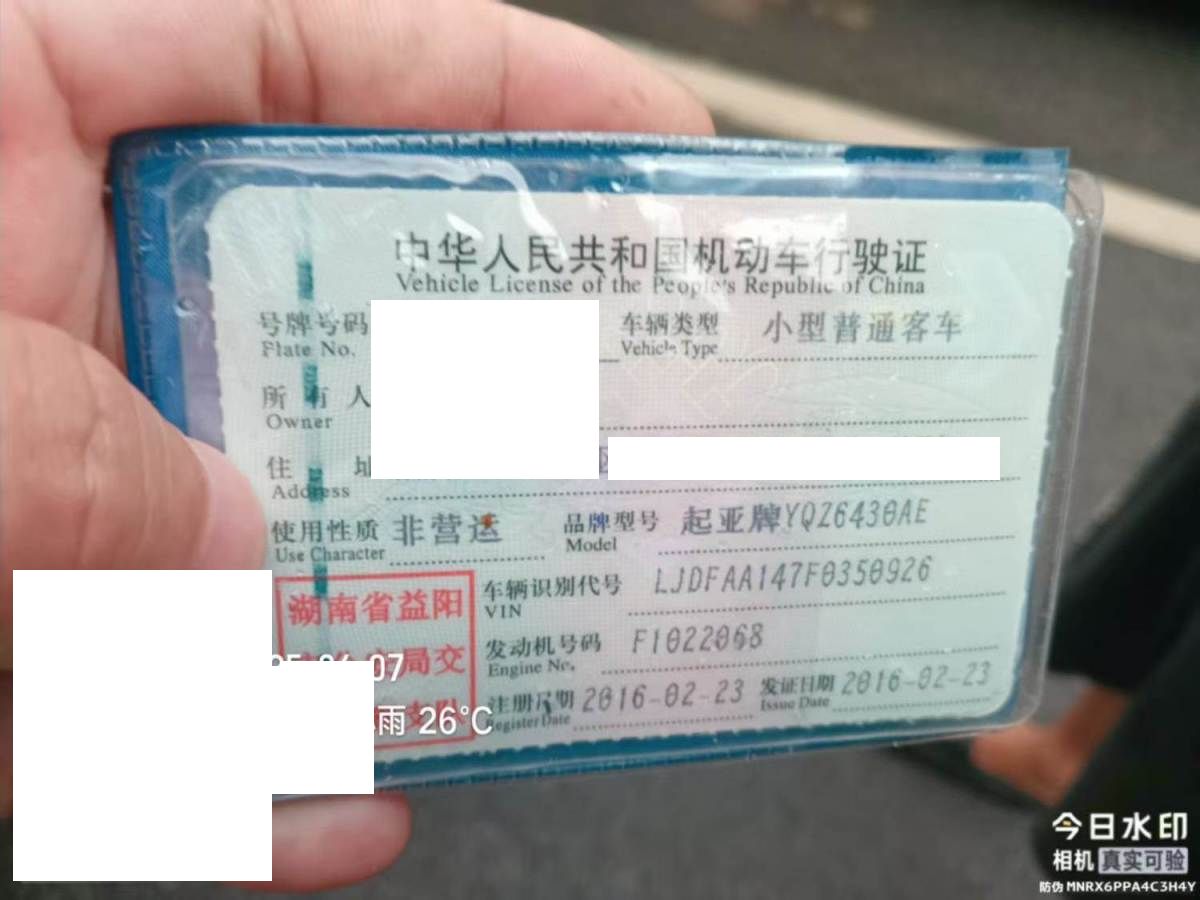 中华人民共和国机动车行驶证
Vehicle License of the People's Republic of China
号牌号码
Plate No.
车辆类型 小型普通客车
Vehicle Type
所有人
Owner
住
Address
使用性质 非营运
Use Character
品牌型号 起亚牌YQZ6430AE
Model
车辆识别代号 LJDFAA147F0350926
VIN
发动机号码 F1022068
Engine No.
注册日期 2016-02-23
Register Date
发证日期 2016-02-23
Issue Date
湖南省益阳
局交
支队
07
雨 26°C
今日水印
相机 真实可验
防伪 MNRX6PPA4C3H4Y